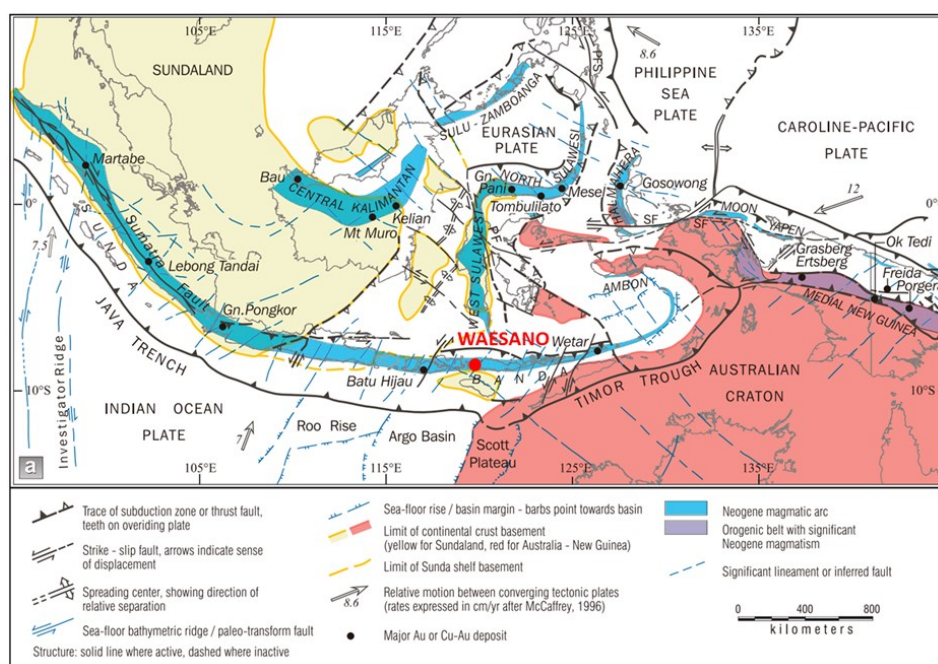 105°E
115°E
125°E
135°E
SUNDALAND
8.6
PFS
PHILIPPINE
SEA
PLATE
CAROLINE-PACIFIC
PLATE
SULU - ZAMBOANGA
EURASIAN
PLATE
Martabe
Bau
CENTRAL KALIMANTAN
Kelian
Mt Muro
Gn.
Pani
NORTH
SULAWESI
Mesel
Tombulilato
HALMAHERA
Gosowong
12
0°
0°
SF
SF
MOON
YAPEN
Ok Tedi
Grasberg
Ertsberg
Freida
Porgera
7.5
SUNDA
Sumatra
Fault
Lebong Tandai
WEST SULAWESI
AMBON
MEDIAL NEW GUINEA
JAVA
TRENCH
Gn.Pongkor
WAESANO
Wetar
Batu Hijau
BANDA
10°S
10°S
TIMOR TROUGH
AUSTRALIAN
CRATON
Investigator Ridge
INDIAN OCEAN
PLATE
7
Roo Rise
Argo Basin
Scott
Plateau
a
105°E
115°E
125°E
135°E
Trace of subduction zone or thrust fault,
teeth on overiding plate
Strike - slip fault, arrows indicate sense
of displacement
Spreading center, showing direction of
relative separation
Sea-floor bathymetric ridge / paleo-transform fault
Structure: solid line where active, dashed where inactive
Sea-floor rise / basin margin - barbs point towards basin
Limit of continental crust basement
(yellow for Sundaland, red for Australia - New Guinea)
Limit of Sunda shelf basement
8.6
Relative motion between converging tectonic plates
(rates expressed in cm/yr after McCaffrey, 1996)
Major Au or Cu-Au deposit
Neogene magmatic arc
Orogenic belt with significant
Neogene magmatism
Significant lineament or inferred fault
0 400 800
kilometers